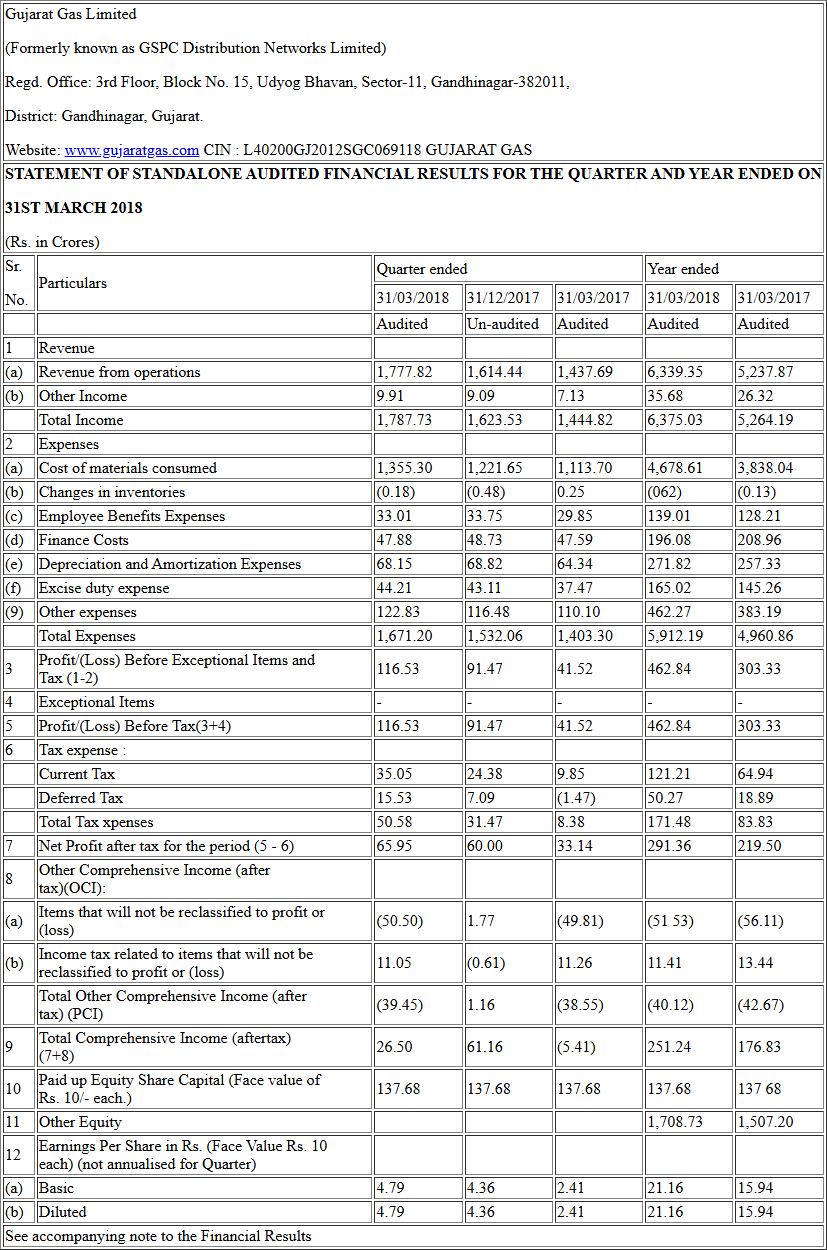 Gujarat Gas Limited
(Formerly known as GSPC Distribution Networks Limited)
Regd. Office: 3rd Floor, Block No. 15, Udyog Bhavan, Sector-11, Gandhinagar-382011,
District: Gandhinagar, Gujarat.
Website: www.gujaratgas.com CIN : L40200GJ2012SGC069118 GUJARAT GAS
STATEMENT OF STANDALONE AUDITED FINANCIAL RESULTS FOR THE QUARTER AND YEAR ENDED ON
31ST MARCH 2018
(Rs. in Crores)
Sr. No. Particulars Quarter ended Year ended
31/03/2018 31/12/2017 31/03/2017 31/03/2018 31/03/2017
Audited Un-audited Audited Audited Audited
1 Revenue
(a) Revenue from operations 1,777.82 1,614.44 1,437.69 6,339.35 5,237.87
(b) Other Income 9.91 9.09 7.13 35.68 26.32
Total Income 1,787.73 1,623.53 1,444.82 6,375.03 5,264.19
2 Expenses
(a) Cost of materials consumed 1,355.30 1,221.65 1,113.70 4,678.61 3,838.04
(b) Changes in inventories (0.18) (0.48) 0.25 (062) (0.13)
(c) Employee Benefits Expenses 33.01 33.75 29.85 139.01 128.21
(d) Finance Costs 47.88 48.73 47.59 196.08 208.96
(e) Depreciation and Amortization Expenses 68.15 68.82 64.34 271.82 257.33
(f) Excise duty expense 44.21 43.11 37.47 165.02 145.26
(9) Other expenses 122.83 116.48 110.10 462.27 383.19
Total Expenses 1,671.20 1,532.06 1,403.30 5,912.19 4,960.86
3 Profit/(Loss) Before Exceptional Items and
Tax (1-2) 116.53 91.47 41.52 462.84 303.33
4 Exceptional Items - - - - -
5 Profit/(Loss) Before Tax(3+4) 116.53 91.47 41.52 462.84 303.33
6 Tax expense :
Current Tax 35.05 24.38 9.85 121.21 64.94
Deferred Tax 15.53 7.09 (1.47) 50.27 18.89
Total Tax xpenses 50.58 31.47 8.38 171.48 83.83
7 Net Profit after tax for the period (5 - 6) 65.95 60.00 33.14 291.36 219.50
8 Other Comprehensive Income (after
tax)(OCI):
(a) Items that will not be reclassified to profit or
(loss) (50.50) 1.77 (49.81) (51 53) (56.11)
(b) Income tax related to items that will not be
reclassified to profit or (loss) 11.05 (0.61) 11.26 11.41 13.44
Total Other Comprehensive Income (after
tax) (PCI) (39.45) 1.16 (38.55) (40.12) (42.67)
9 Total Comprehensive Income (aftertax)
(7+8) 26.50 61.16 (5.41) 251.24 176.83
10 Paid up Equity Share Capital (Face value of
Rs. 10/- each.) 137.68 137.68 137.68 137.68 137 68
11 Other Equity 1,708.73 1,507.20
12 Earnings Per Share in Rs. (Face Value Rs. 10
each) (not annualised for Quarter)
(a) Basic 4.79 4.36 2.41 21.16 15.94
(b) Diluted 4.79 4.36 2.41 21.16 15.94
See accompanying note to the Financial Results